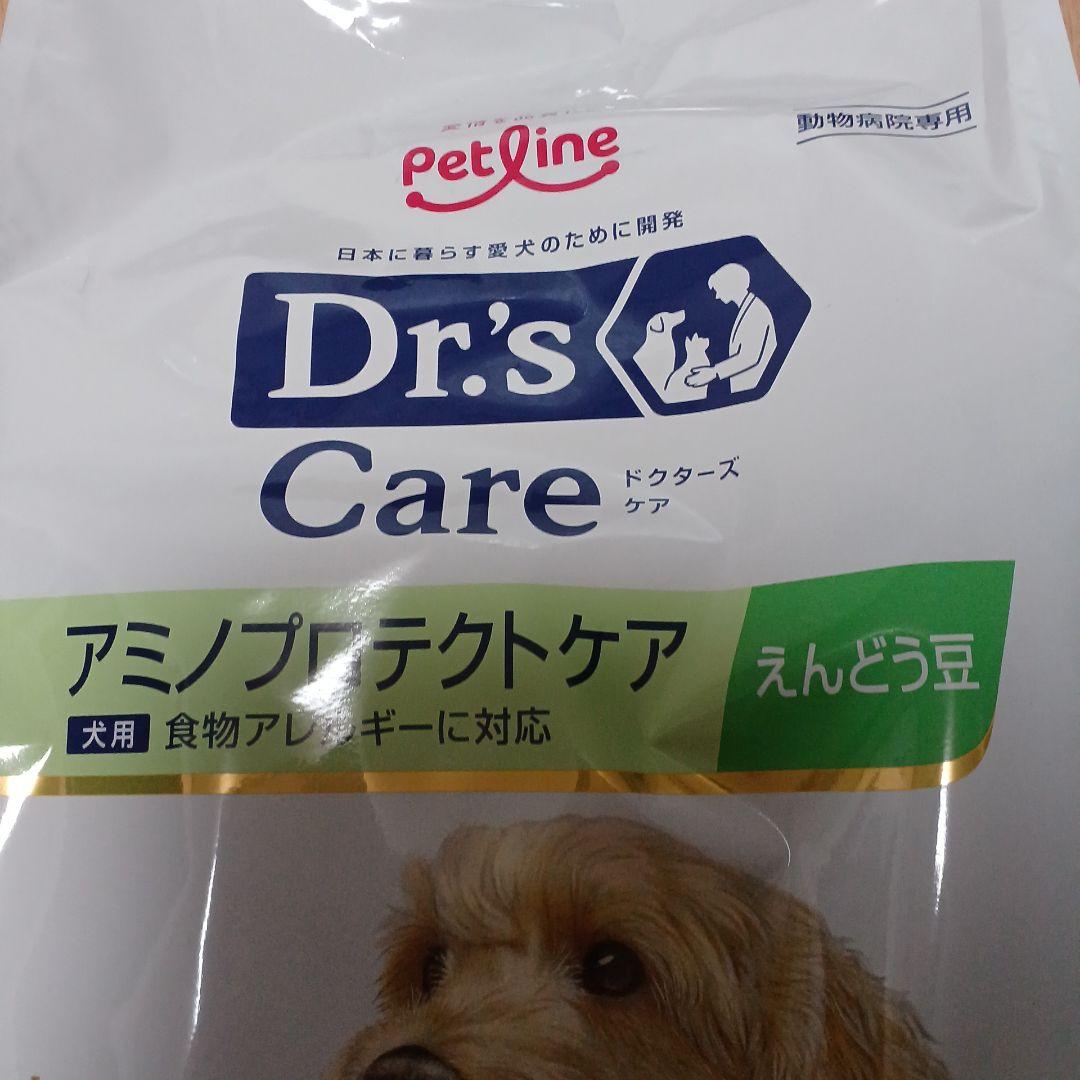 Petline
動物病院専用
日本に暮らす愛犬のために開発
Dr.'s
Care
ドクターズ
ケア
アミノプロテクトケア
えんどう豆
犬用 食物アレルギーに対応